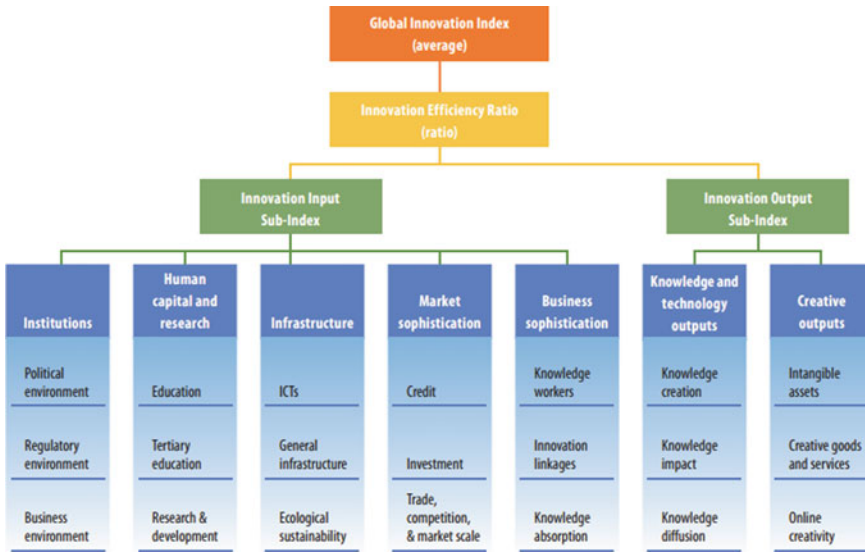 Global Innovation Index
(average)
Innovation Efficiency Ratio
(ratio)
Innovation Input
Sub-Index
Innovation Output
Sub-Index
Institutions
Human
capital and
research
Infrastructure
Market
sophistication
Business
sophistication
Knowledge and
technology
outputs
Creative
outputs
Political
environment
Education
ICTs
Credit
Knowledge
workers
Knowledge
creation
Intangible
assets
Regulatory
environment
Tertiary
education
General
infrastructure
Investment
Innovation
linkages
Knowledge
impact
Creative goods
and services
Business
environment
Research &
development
Ecological
sustainability
Trade,
competition,
& market scale
Knowledge
absorption
Knowledge
diffusion
Online
creativity